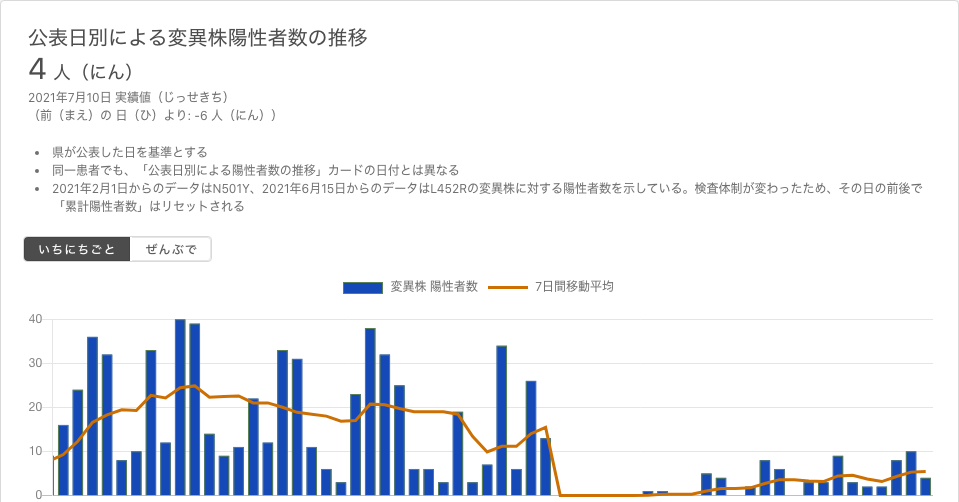 公表日別による変異株陽性者数の推移
4 人（にん）
2021年7月10日 実績値（じっせきち）
（前（まえ）の 日（ひ）より: -6 人（にん））
• 県が公表した日を基準とする
• 同一患者でも、「公表日別による陽性者数の推移」カードの日付とは異なる
• 2021年2月1日からのデータはN501Y、2021年6月15日からのデータはL452Rの変異株に対する陽性者数を示している。検査体制が変わったため、その日の前後で
「累計陽性者数」はリセットされる
いちにちごと ぜんぶで
変異株 陽性者数 7日間移動平均
40
30
20
10
0